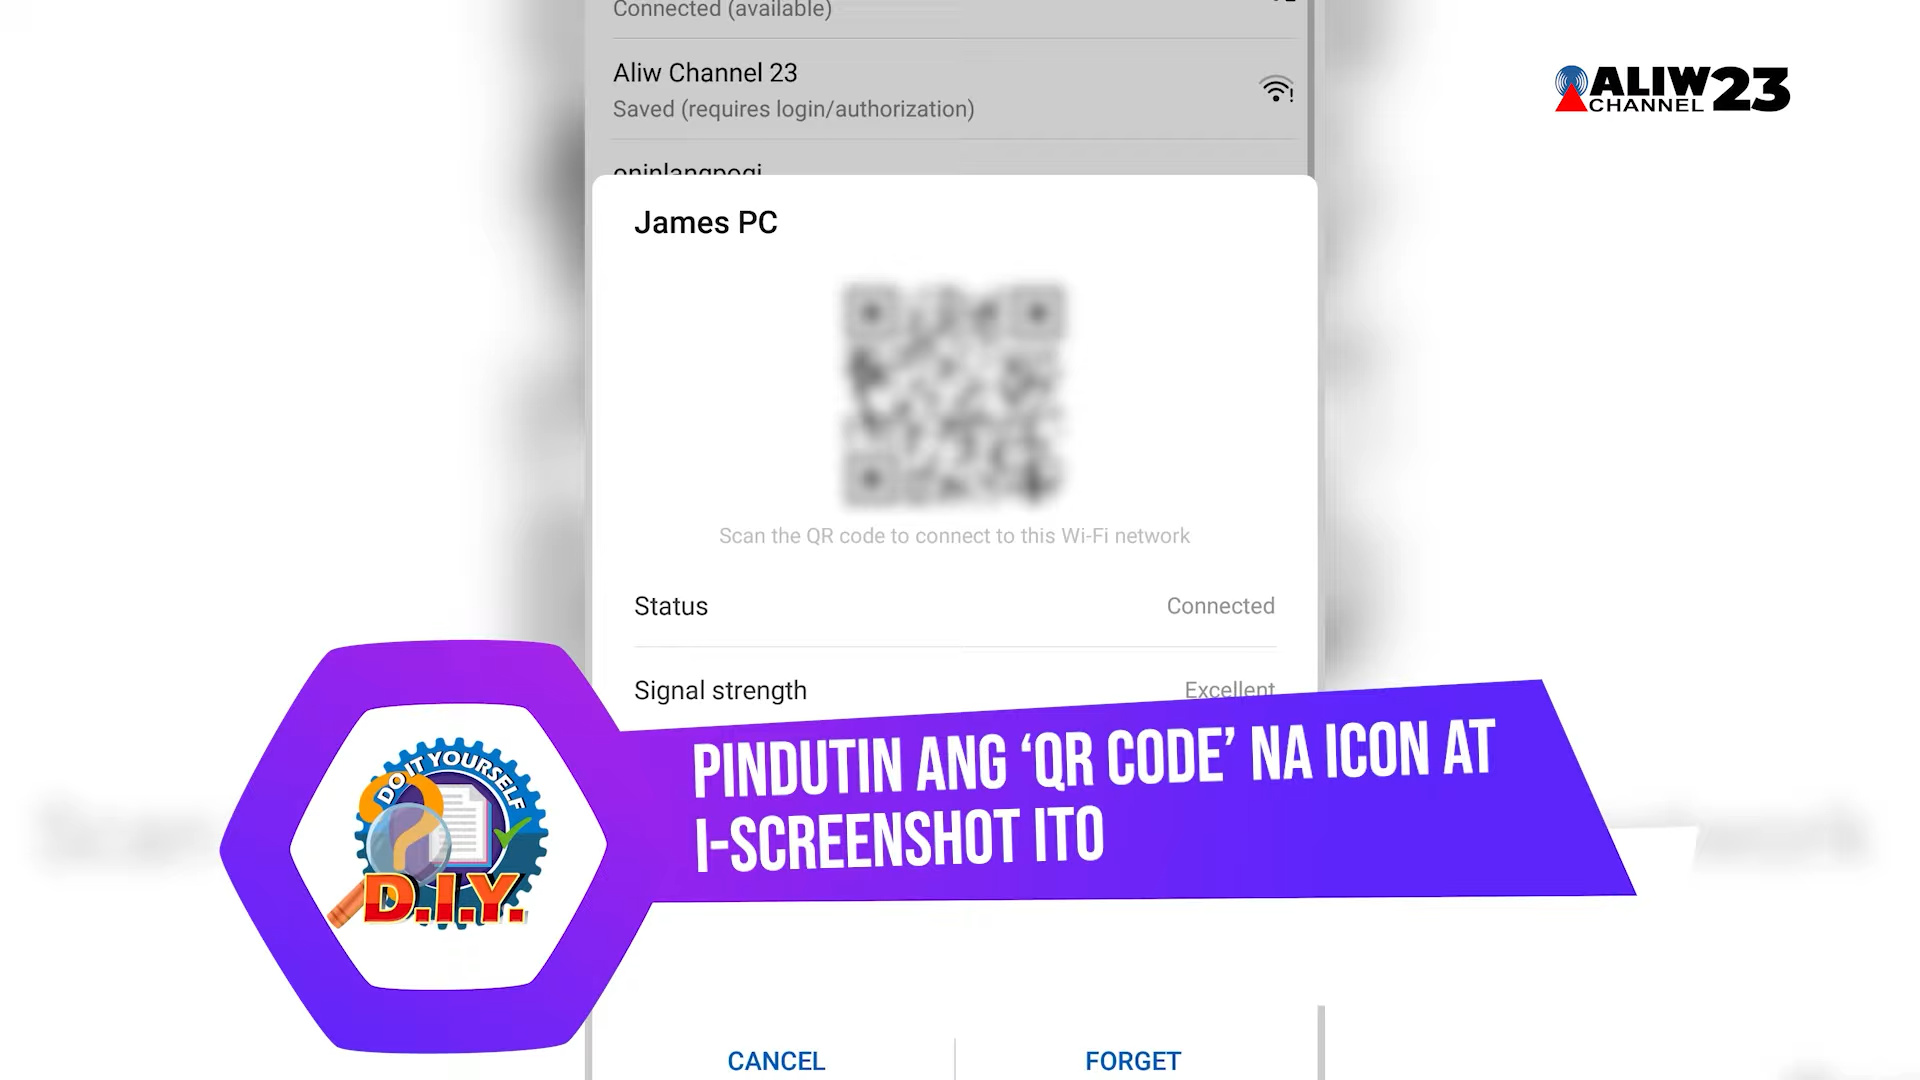 Connected (available)
Aliw Channel 23
Saved (requires login/authorization)
oninlangpogi
ALIW 23
CHANNEL
James PC
Scan the QR code to connect to this Wi-Fi network
Status Connected
Signal strength Excellent
DO IT YOURSELF
D.I.Y.
PINDUTIN ANG ‘QR CODE’ NA ICON AT
I-SCREENSHOT ITO
CANCEL FORGET